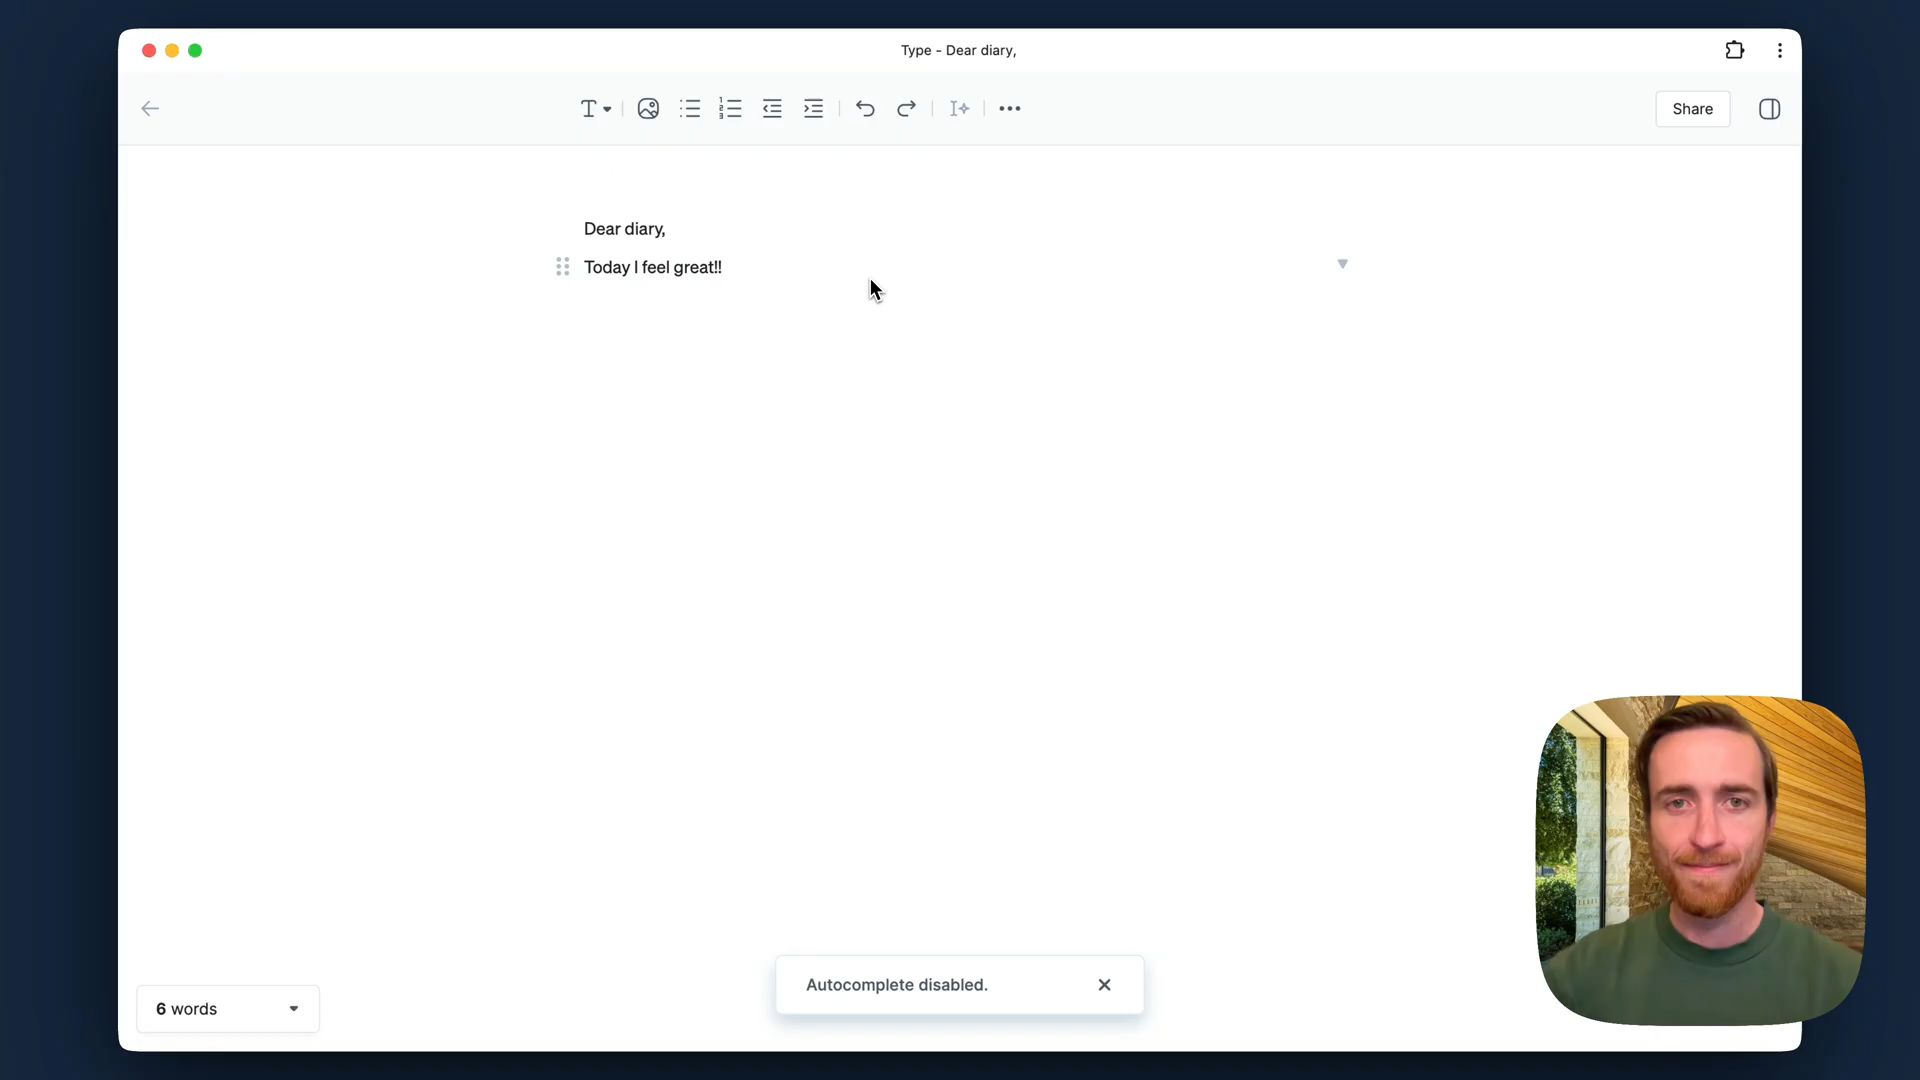 Type - Dear diary,
Share
Dear diary,
Today I feel great!!
Autocomplete disabled.
6 words